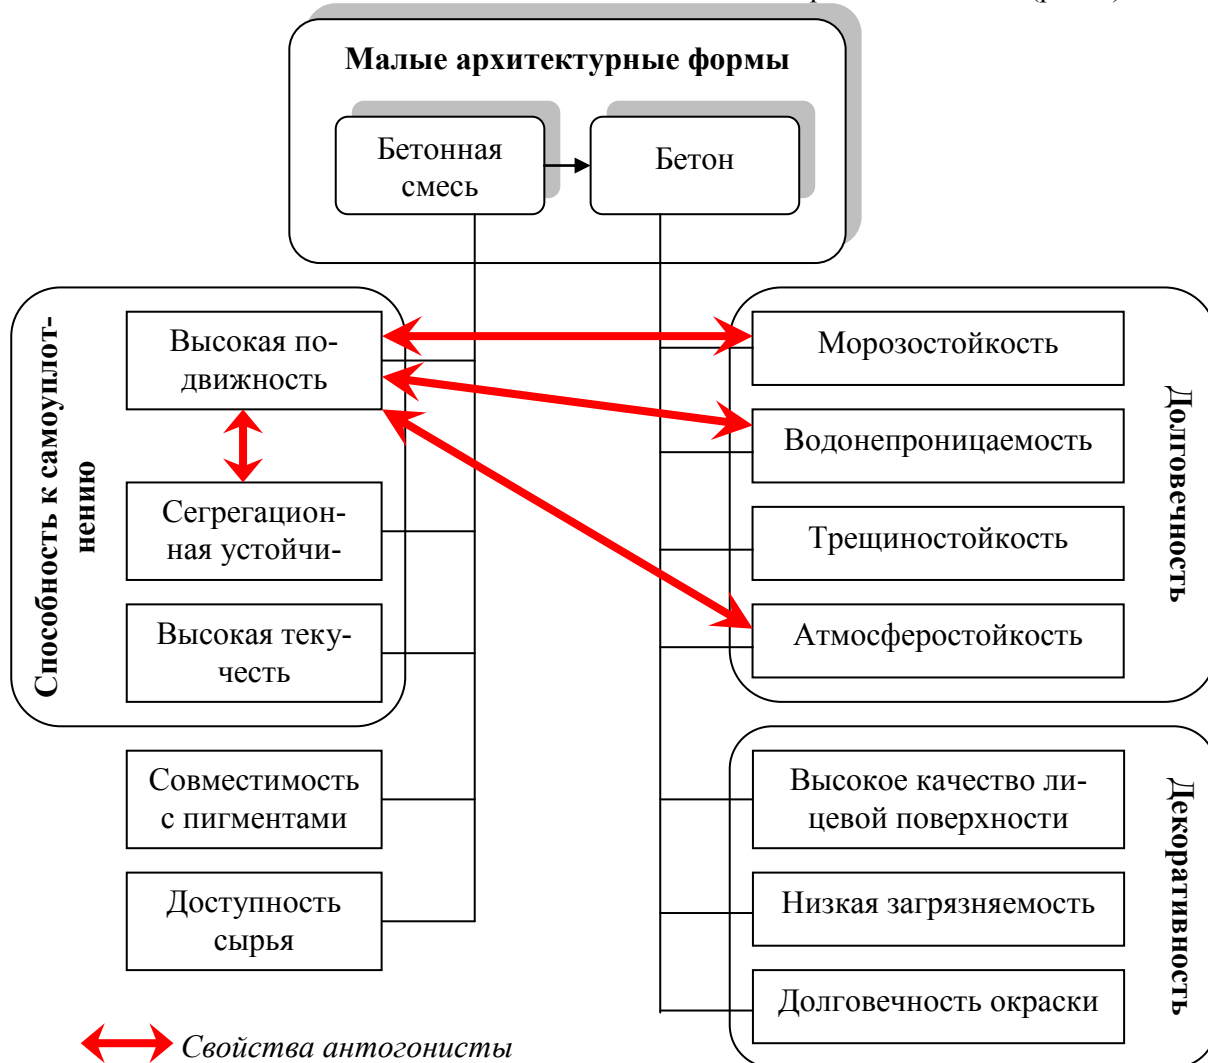 Малые архитектурные формы
Бетонная
смесь
Бетон
Способность к самоуплот-
нению
Высокая по-
движность
Сегрегацион-
ная устойчи-
Высокая теку-
честь
Совместимость
с пигментами
Доступность
сырья
Морозостойкость
Водонепроницаемость
Трещиностойкость
Атмосферостойкость
Долговечность
Высокое качество ли-
цевой поверхности
Низкая загрязняемость
Долговечность окраски
Декоративность
Свойства антогонисты